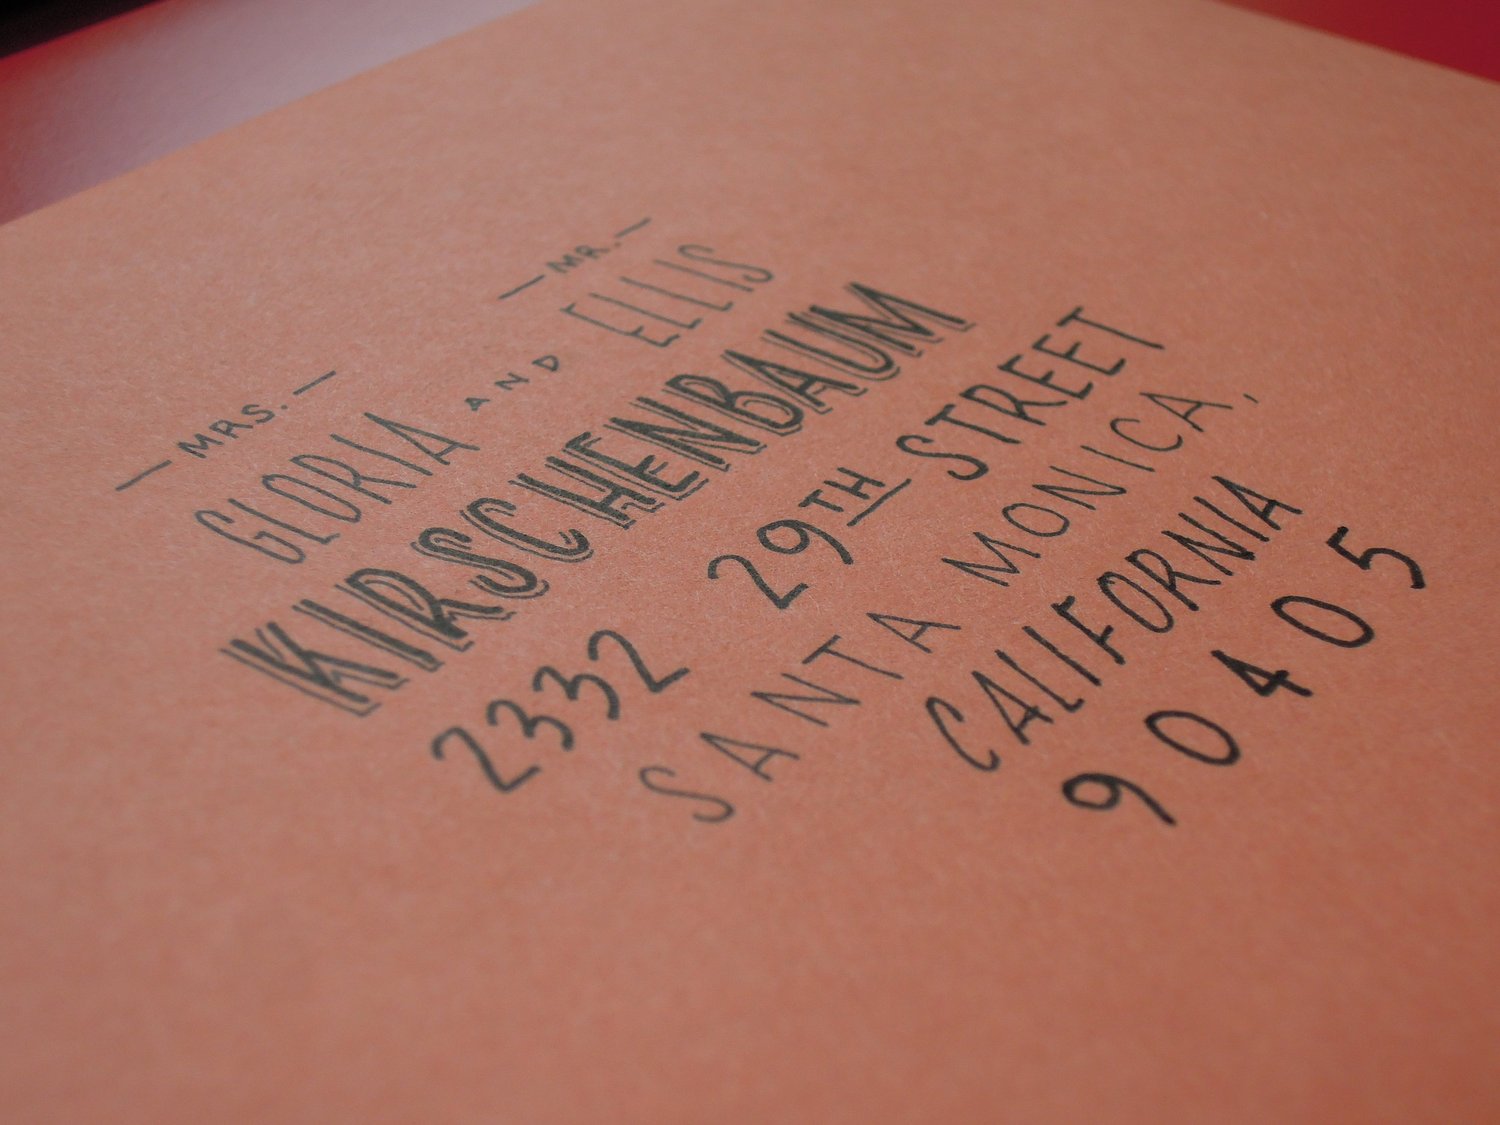 MRS. MR.
GLORIA AND ELLIS
KIRSCHENBAUM
2332 29TH STREET
SANTA MONICA,
CALIFORNIA
90405